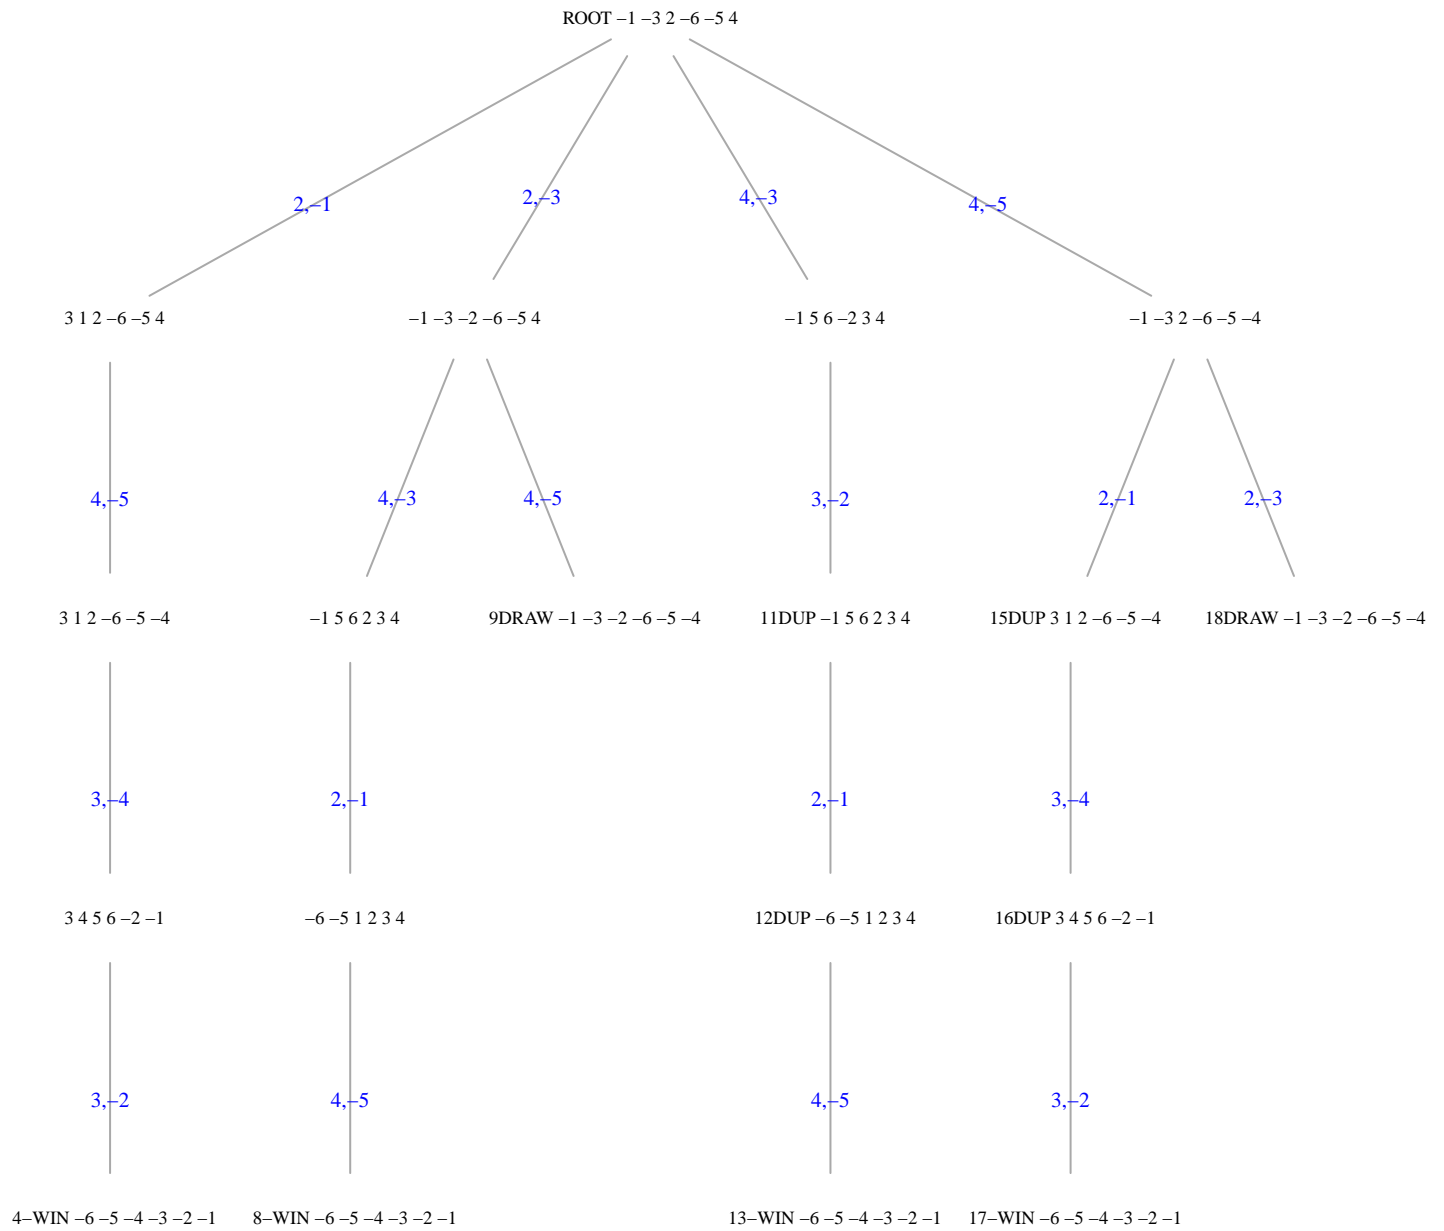 ROOT –1 –3 2 –6 –5 4
2,–1
2,–3
4,–3
4,–5
3 1 2 –6 –5 4
–1 –3 –2 –6 –5 4
–1 5 6 –2 3 4
–1 –3 2 –6 –5 –4
4,–5
4,–3
4,–5
3,–2
2,–1
2,–3
3 1 2 –6 –5 –4
–1 5 6 2 3 4
9DRAW –1 –3 –2 –6 –5 –4
11DUP –1 5 6 2 3 4
15DUP 3 1 2 –6 –5 –4
18DRAW –1 –3 –2 –6 –5 –4
3,–4
2,–1
2,–1
3,–4
3 4 5 6 –2 –1
–6 –5 1 2 3 4
12DUP –6 –5 1 2 3 4
16DUP 3 4 5 6 –2 –1
3,–2
4,–5
4,–5
3,–2
4–WIN –6 –5 –4 –3 –2 –1
8–WIN –6 –5 –4 –3 –2 –1
13–WIN –6 –5 –4 –3 –2 –1
17–WIN –6 –5 –4 –3 –2 –1